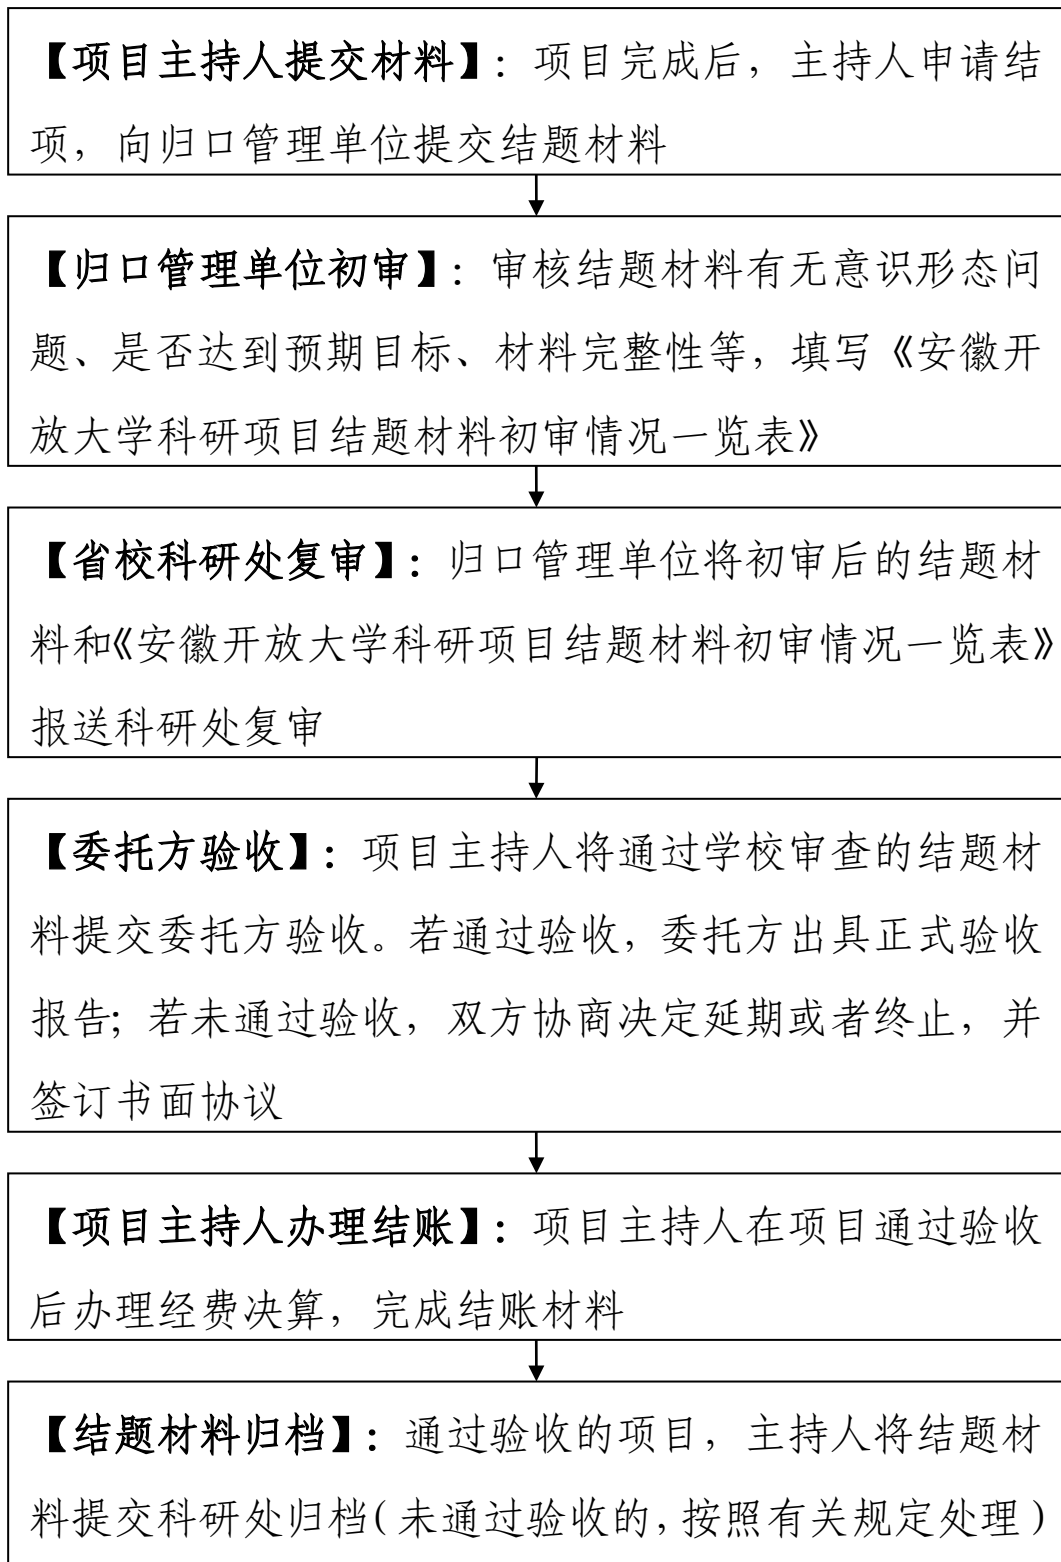 【项目主持人提交材料】：项目完成后，主持人申请结
项，向归口管理单位提交结题材料
【归口管理单位初审】：审核结题材料有无意识形态问
题、是否达到预期目标、材料完整性等，填写《安徽开
放大学科研项目结题材料初审情况一览表》
【省校科研处复审】：归口管理单位将初审后的结题材
料和《安徽开放大学科研项目结题材料初审情况一览表》
报送科研处复审
【委托方验收】：项目主持人将通过学校审查的结题材
料提交委托方验收。若通过验收，委托方出具正式验收
报告；若未通过验收，双方协商决定延期或者终止，并
签订书面协议
【项目主持人办理结账】：项目主持人在项目通过验收
后办理经费决算，完成结账材料
【结题材料归档】：通过验收的项目，主持人将结题材
料提交科研处归档（未通过验收的，按照有关规定处理）